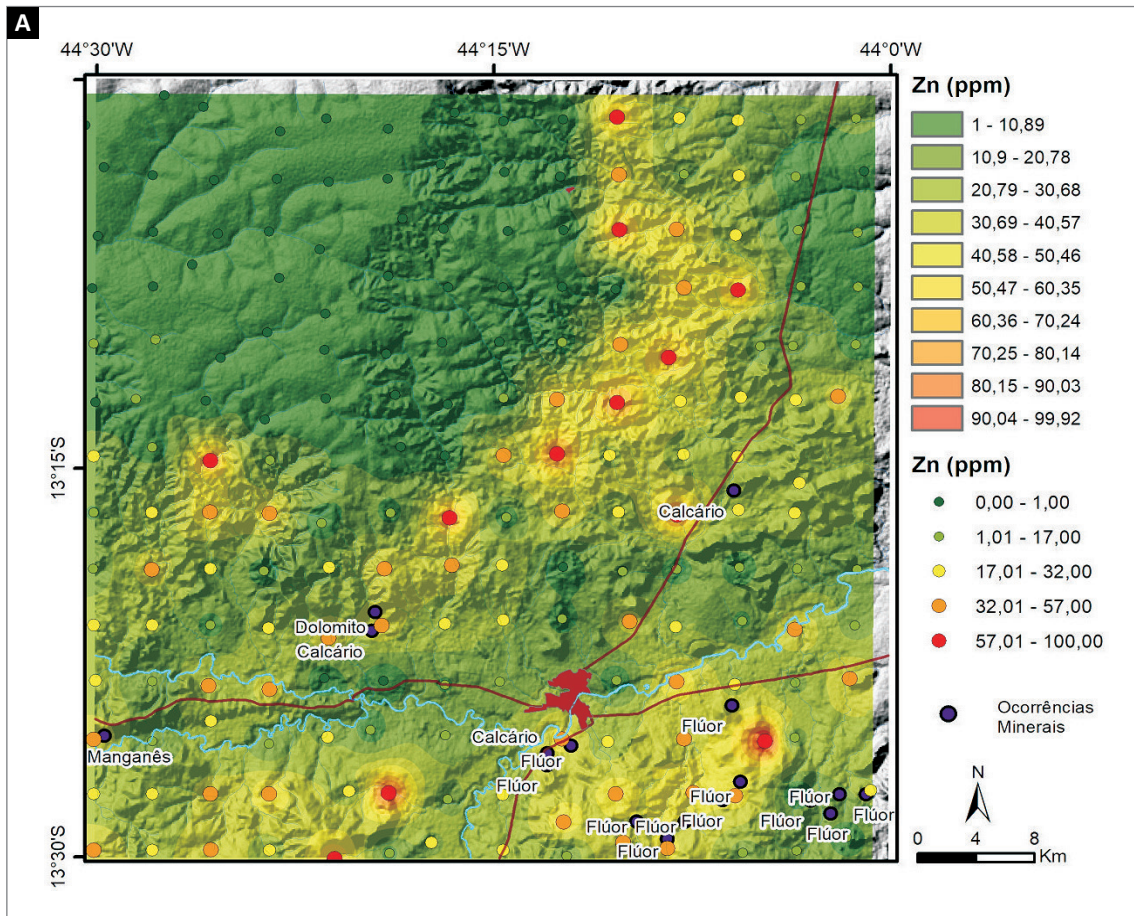 A
44°30'W
44°15'W
44°0'W
13°15'S
13°30'S
Calcário
Dolomito
Calcário
Manganês
Calcário
Flúor
Flúor
Flúor
Flúor
Flúor
Flúor
Flúor
Flúor
Flúor
Flúor
Flúor
Flúor
Zn (ppm)
1 - 10,89
10,9 - 20,78
20,79 - 30,68
30,69 - 40,57
40,58 - 50,46
50,47 - 60,35
60,36 - 70,24
70,25 - 80,14
80,15 - 90,03
90,04 - 99,92
Zn (ppm)
0,00 - 1,00
1,01 - 17,00
17,01 - 32,00
32,01 - 57,00
57,01 - 100,00
Ocorrências
Minerais
N
0 4 8
Km